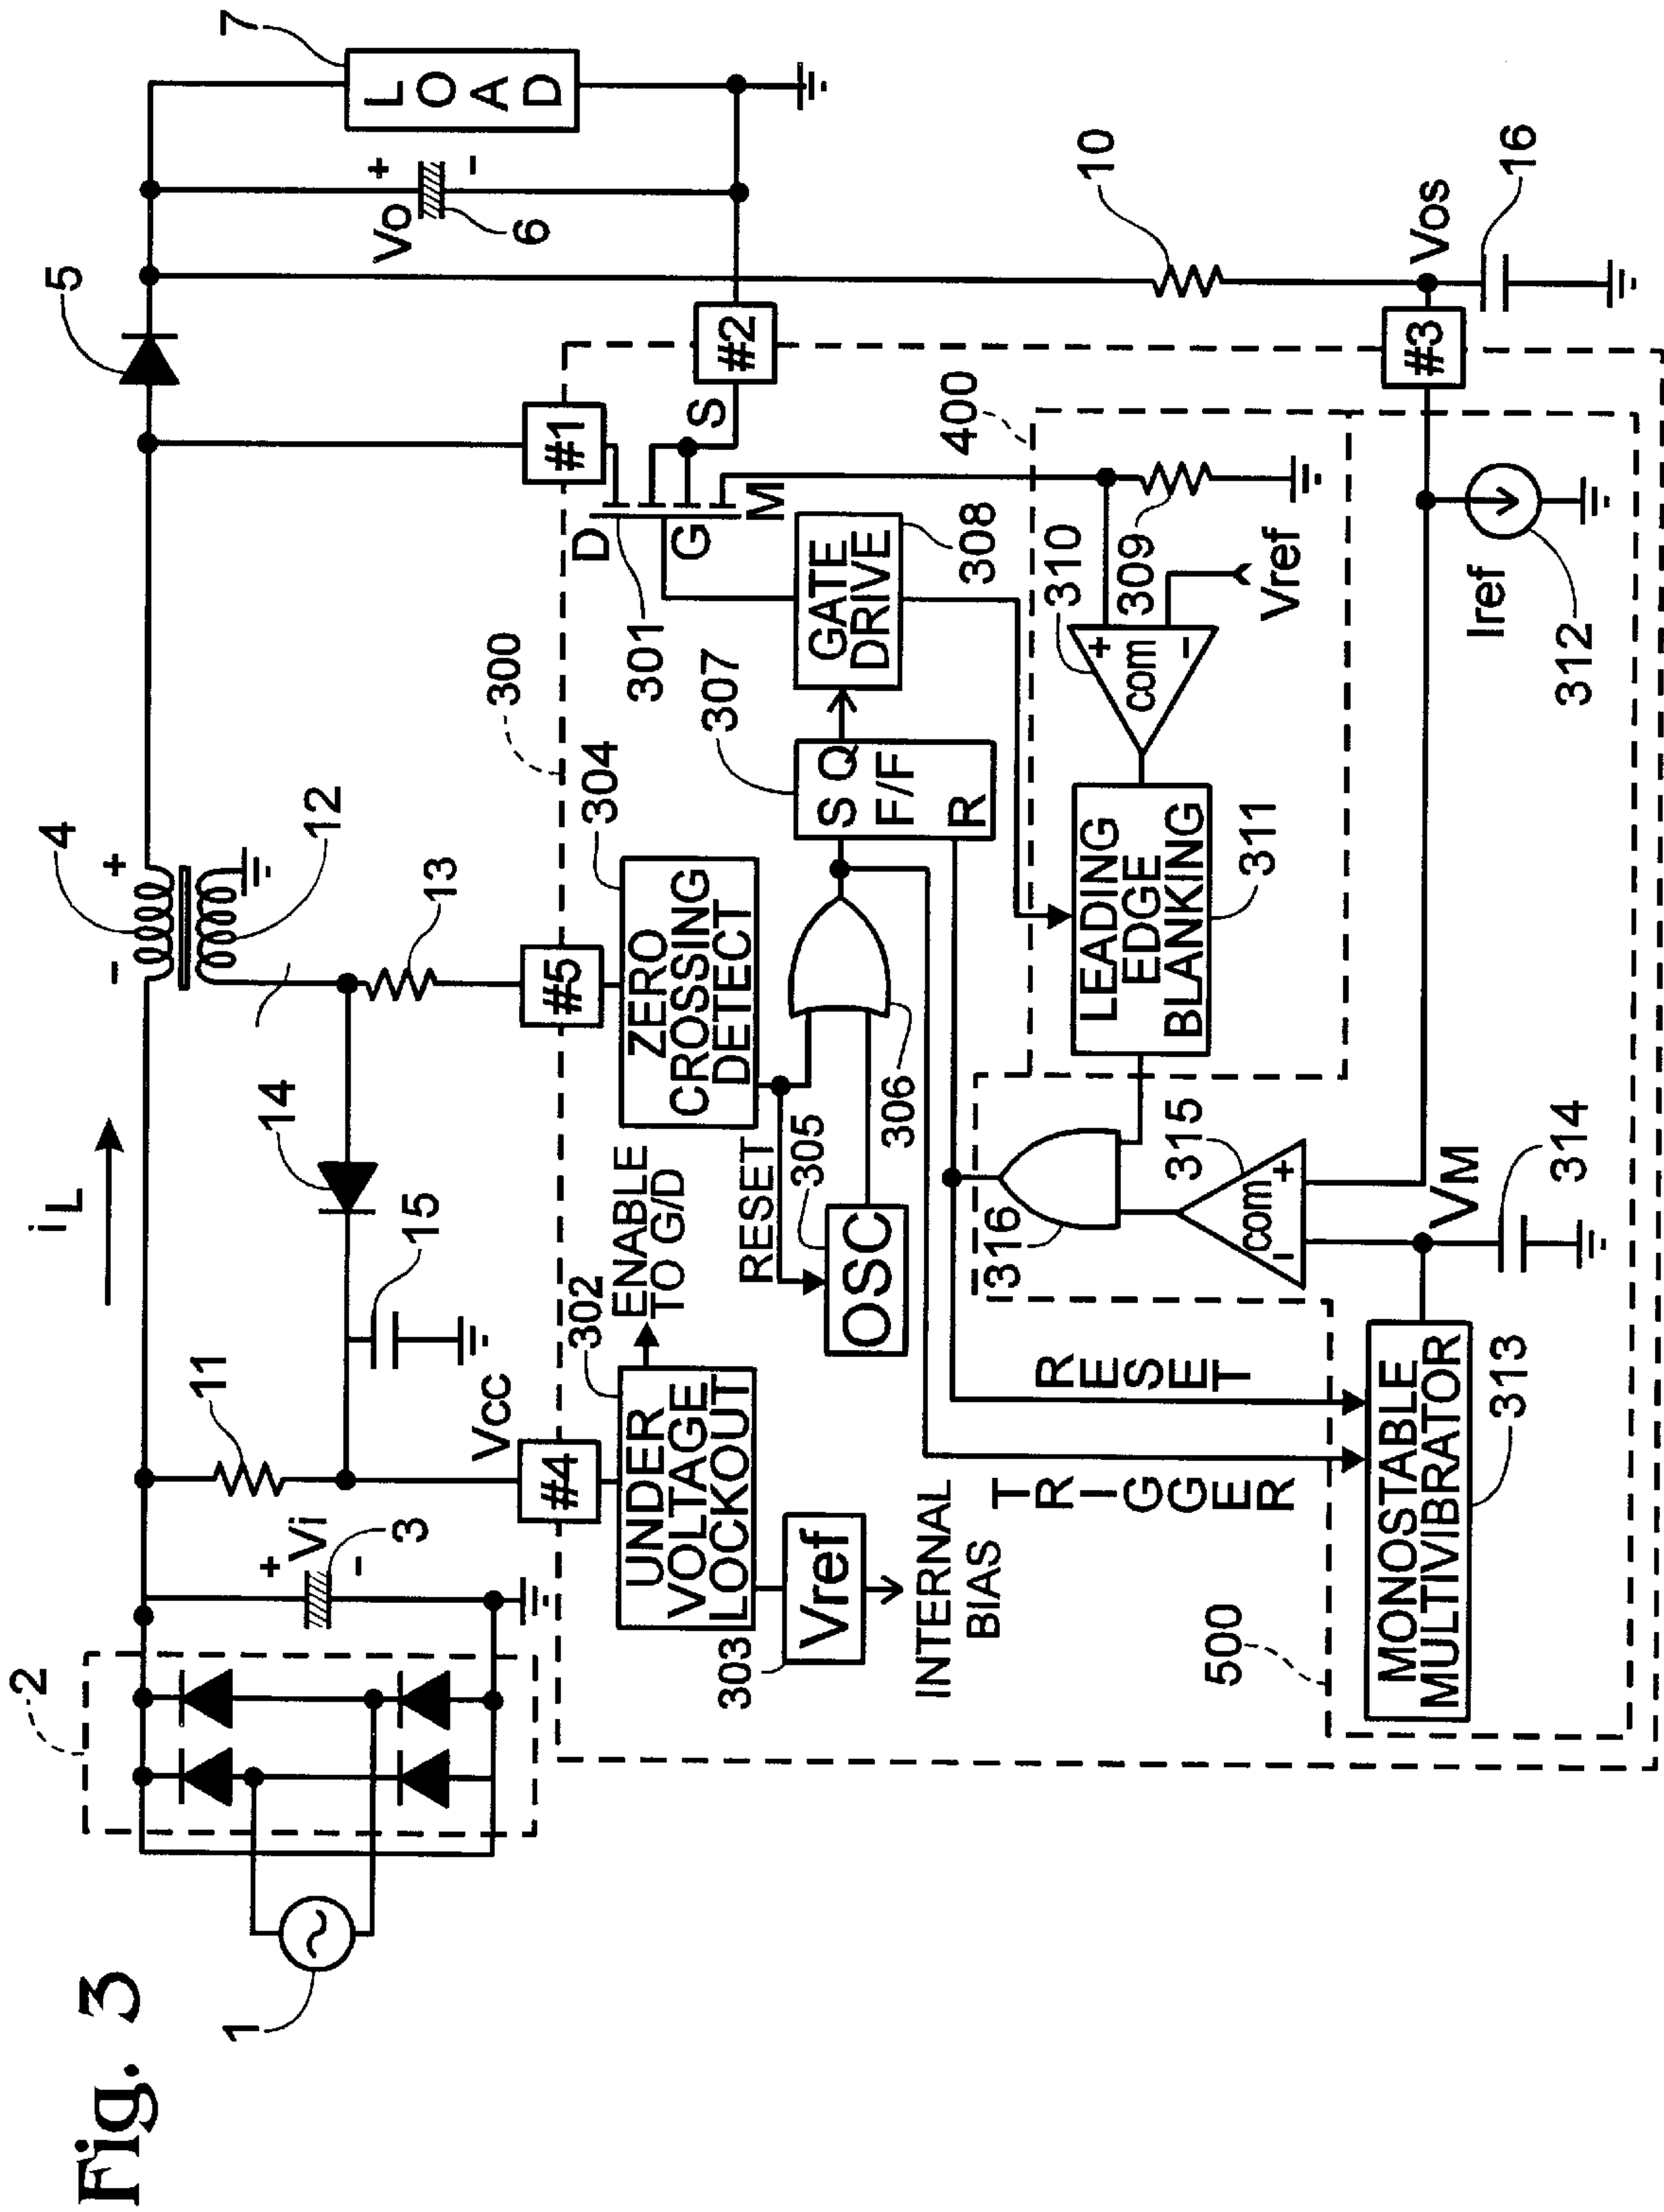 Fig. 3
1
2
+
Vi
-
3
11
iL
4
-
+
12
5
7
LOAD
+
Vo
-
6
14
13
15
Vcc
#4
#5
#1
#2
300
302
UNDER
VOLTAGE
LOCKOUT
ENABLE
TO G/D
303
Vref
INTERNAL
BIAS
304
ZERO
CROSSING
DETECT
RESET
305
OSC
306
307
S Q
F/F
R
308
GATE
DRIVE
D
G
M
S
301
400
310
+
com
-
309
Vref
LEADING
EDGE
BLANKING
311
10
Vos
#3
16
Iref
312
316
315
com
-
+
VM
314
RESET
TRIGGER
500
MONOSTABLE
MULTIVIBRATOR
313